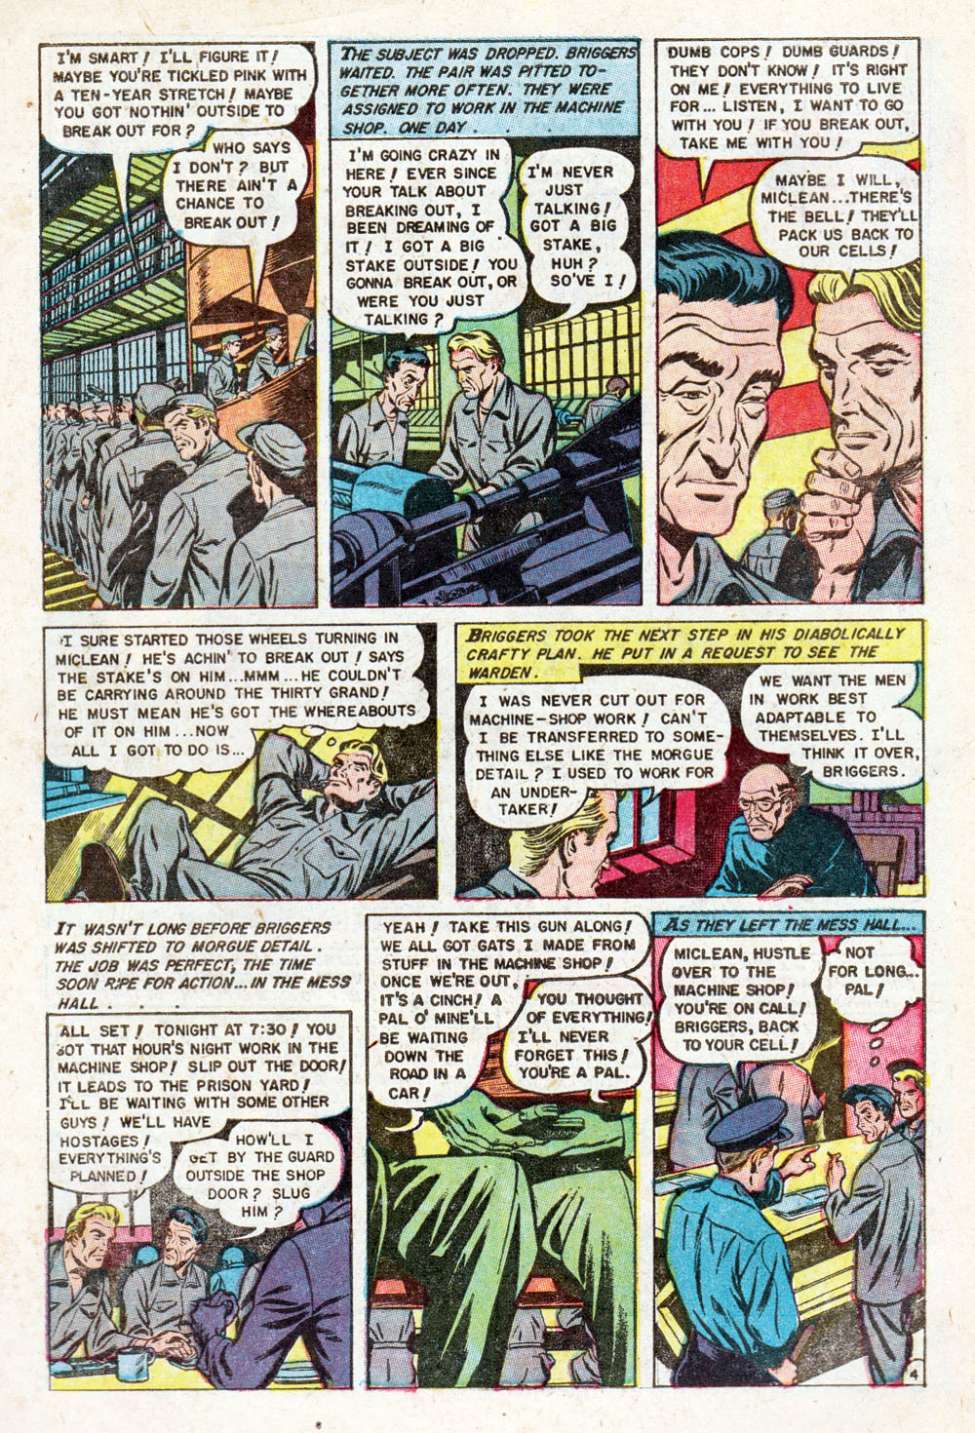 I'M SMART! I'LL FIGURE IT!
MAYBE YOU'RE TICKLED PINK WITH
A TEN-YEAR STRETCH! MAYBE
YOU GOT NOTHIN' OUTSIDE TO
BREAK OUT FOR?
WHO SAYS
I DON'T? BUT
THERE AIN'T A
CHANCE TO
BREAK OUT!
THE SUBJECT WAS DROPPED. BRIGGERS
WAITED. THE PAIR WAS PITTED TO-
GETHER MORE OFTEN. THEY WERE
ASSIGNED TO WORK IN THE MACHINE
SHOP. ONE DAY . . .
I'M GOING CRAZY IN
HERE! EVER SINCE
YOUR TALK ABOUT
BREAKING OUT, I
BEEN DREAMING OF
IT! I GOT A BIG
STAKE OUTSIDE! YOU
GONNA BREAK OUT, OR
WERE YOU JUST
TALKING?
I'M NEVER
JUST
TALKING!
GOT A BIG
STAKE,
HUH?
SO'VE I!
DUMB COPS! DUMB GUARDS!
THEY DON'T KNOW! IT'S RIGHT
ON ME! EVERYTHING TO LIVE
FOR... LISTEN, I WANT TO GO
WITH YOU! IF YOU BREAK OUT,
TAKE ME WITH YOU!
MAYBE I WILL,
MCLEAN...THERE'S
THE BELL! THEY'LL
PACK US BACK TO
OUR CELLS!
I SURE STARTED THOSE WHEELS TURNING IN
MCLEAN! HE'S ACHIN' TO BREAK OUT! SAYS
THE STAKE'S ON HIM...MMM...HE COULDN'T
BE CARRYING AROUND THE THIRTY GRAND!
HE MUST MEAN HE'S GOT THE WHEREABOUTS
OF IT ON HIM...NOW
ALL I GOT TO DO IS...
BRIGGERS TOOK THE NEXT STEP IN HIS DIABOLICALLY
CRAFTY PLAN. HE PUT IN A REQUEST TO SEE THE
WARDEN.
I WAS NEVER CUT OUT FOR
MACHINE-SHOP WORK! CAN'T
I BE TRANSFERRED TO SOME-
THING ELSE LIKE THE MORGUE
DETAIL? I USED TO WORK FOR
AN UNDER-
TAKER!
WE WANT THE MEN
IN WORK BEST
ADAPTABLE TO
THEMSELVES. I'LL
THINK IT OVER,
BRIGGERS.
IT WASN'T LONG BEFORE BRIGGERS
WAS SHIFTED TO MORGUE DETAIL.
THE JOB WAS PERFECT, THE TIME
SOON RIPE FOR ACTION...IN THE MESS
HALL . . .
ALL SET! TONIGHT AT 7:30! YOU
GOT THAT HOUR'S NIGHT WORK IN THE
MACHINE SHOP! SLIP OUT THE DOOR!
IT LEADS TO THE PRISON YARD!
I'LL BE WAITING WITH SOME OTHER
GUYS! WE'LL HAVE
HOSTAGES!
EVERYTHING'S
PLANNED!
HOW'LL I
GET BY THE GUARD
OUTSIDE THE SHOP
DOOR? SLUG
HIM?
YEAH! TAKE THIS GUN ALONG!
WE ALL GOT GATS I MADE FROM
STUFF IN THE MACHINE SHOP!
ONCE WE'RE OUT,
IT'S A CINCH! A
PAL O' MINE'LL
BE WAITING
DOWN THE
ROAD IN A
CAR!
YOU THOUGHT
OF EVERYTHING!
I'LL NEVER
FORGET THIS!
YOU'RE A PAL.
AS THEY LEFT THE MESS HALL...
MCLEAN, HUSTLE
OVER TO THE
MACHINE SHOP!
YOU'RE ON CALL!
BRIGGERS, BACK
TO YOUR CELL!
NOT
FOR LONG...
PAL!
4